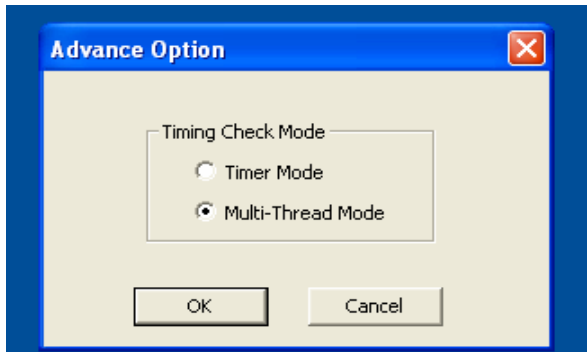 Advance Option
Timing Check Mode
Timer Mode
Multi-Thread Mode
OK Cancel